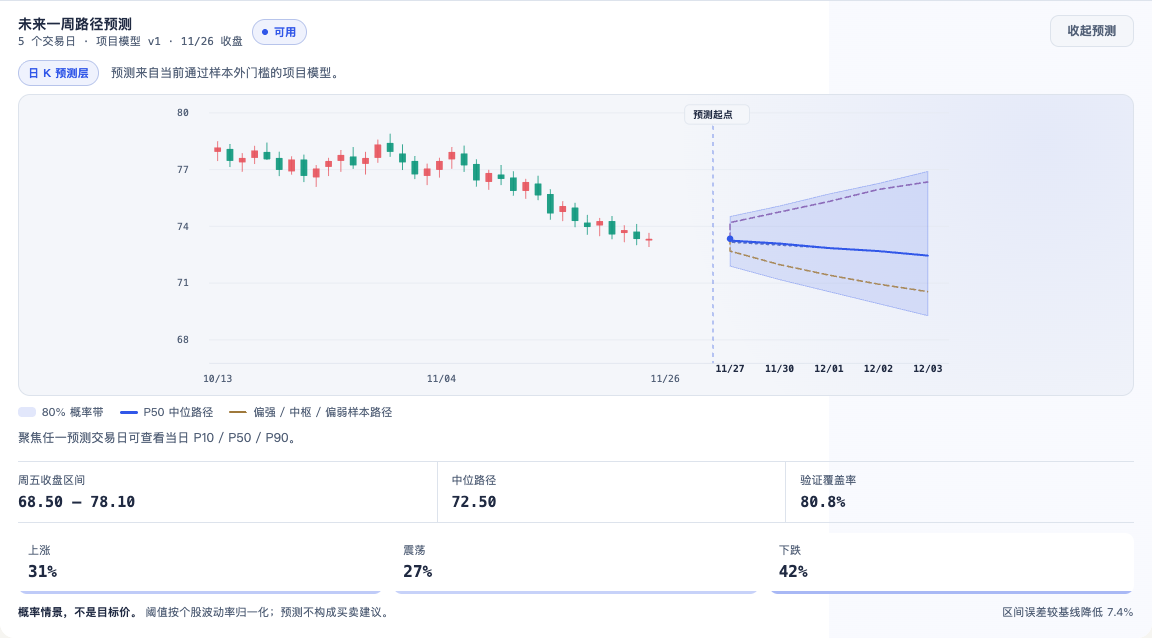 未来一周路径预测
5 个交易日 · 项目模型 v1 · 11/26 收盘
可用
收起预测
日 K 预测层
预测来自当前通过样本外门槛的项目模型。
预测起点
80
77
74
71
68
10/13
11/04
11/26
11/27
11/30
12/01
12/02
12/03
80% 概率带
P50 中位路径
偏强 / 中枢 / 偏弱样本路径
聚焦任一预测交易日可查看当日 P10 / P50 / P90。
周五收盘区间
68.50 — 78.10
中位路径
72.50
验证覆盖率
80.8%
上涨
31%
震荡
27%
下跌
42%
概率情景，不是目标价。 阈值按个股波动率归一化；预测不构成买卖建议。
区间误差较基线降低 7.4%